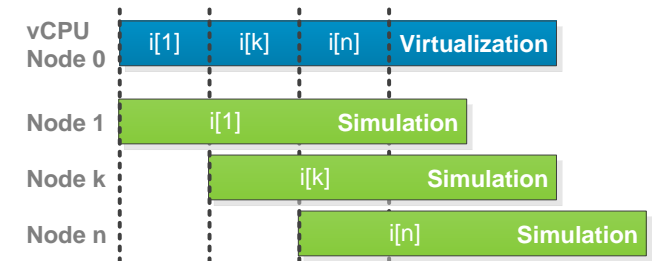 vCPU
Node 0
i[1] i[k] i[n] Virtualization
Node 1 i[1] Simulation
Node k i[k] Simulation
Node n i[n] Simulation